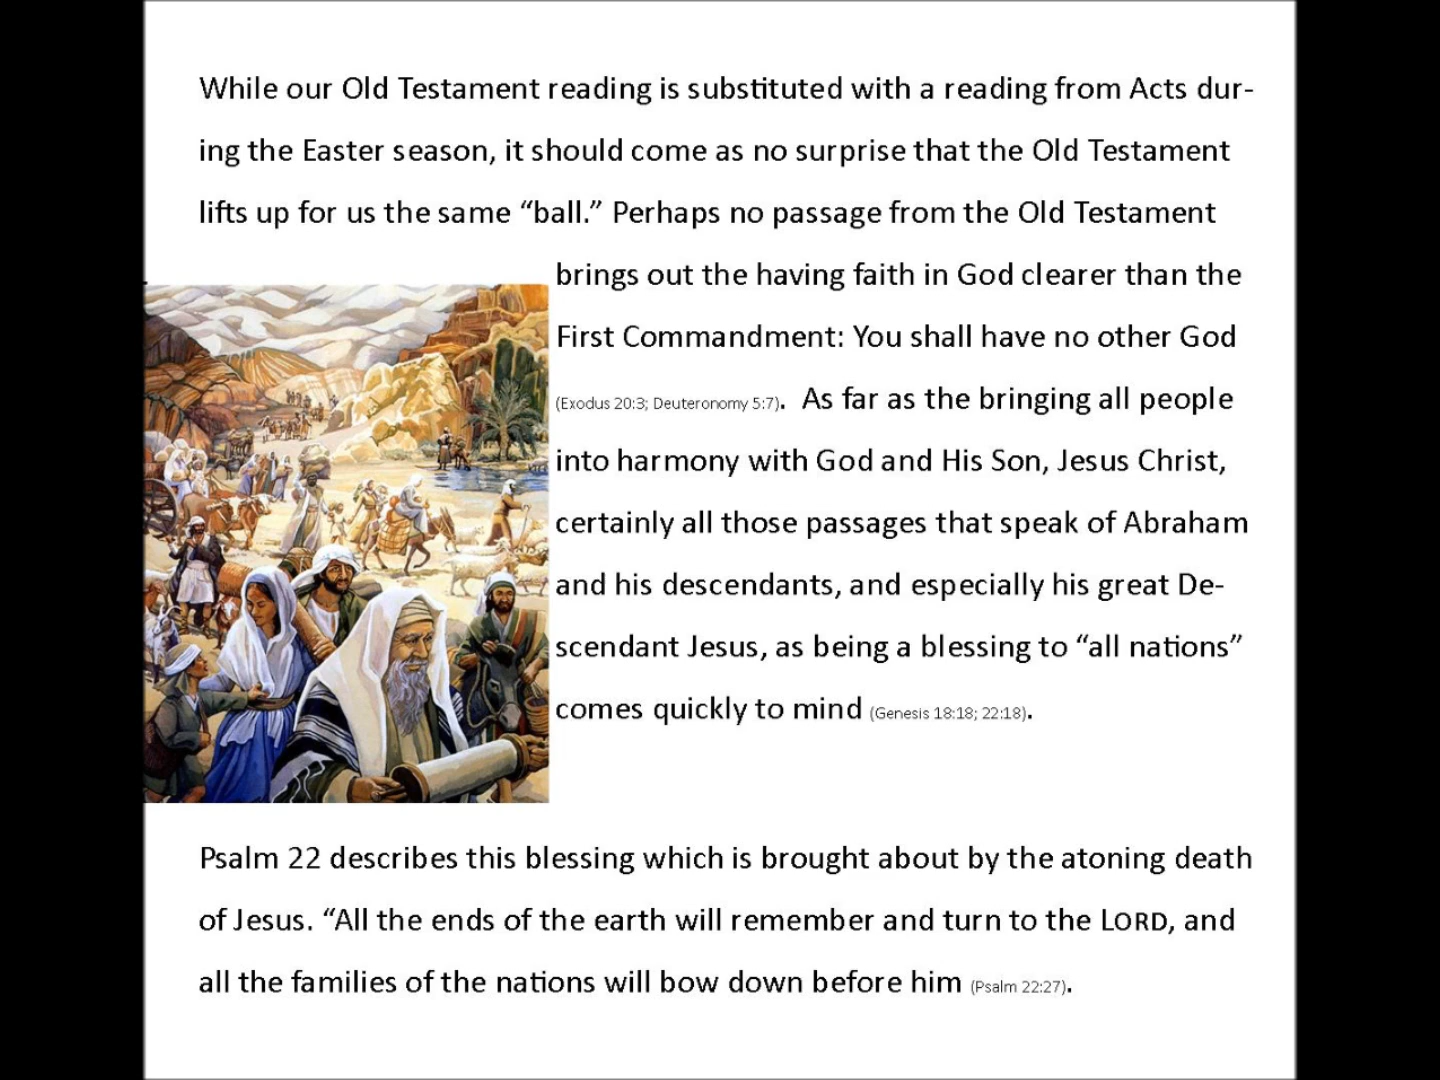 While our Old Testament reading is substituted with a reading from Acts dur-
ing the Easter season, it should come as no surprise that the Old Testament
lifts up for us the same “ball.” Perhaps no passage from the Old Testament
brings out the having faith in God clearer than the
First Commandment: You shall have no other God
(Exodus 20:3; Deuteronomy 5:7). As far as the bringing all people
into harmony with God and His Son, Jesus Christ,
certainly all those passages that speak of Abraham
and his descendants, and especially his great De-
scendant Jesus, as being a blessing to “all nations”
comes quickly to mind (Genesis 18:18; 22:18).
Psalm 22 describes this blessing which is brought about by the atoning death
of Jesus. “All the ends of the earth will remember and turn to the LORD, and
all the families of the nations will bow down before him (Psalm 22:27).